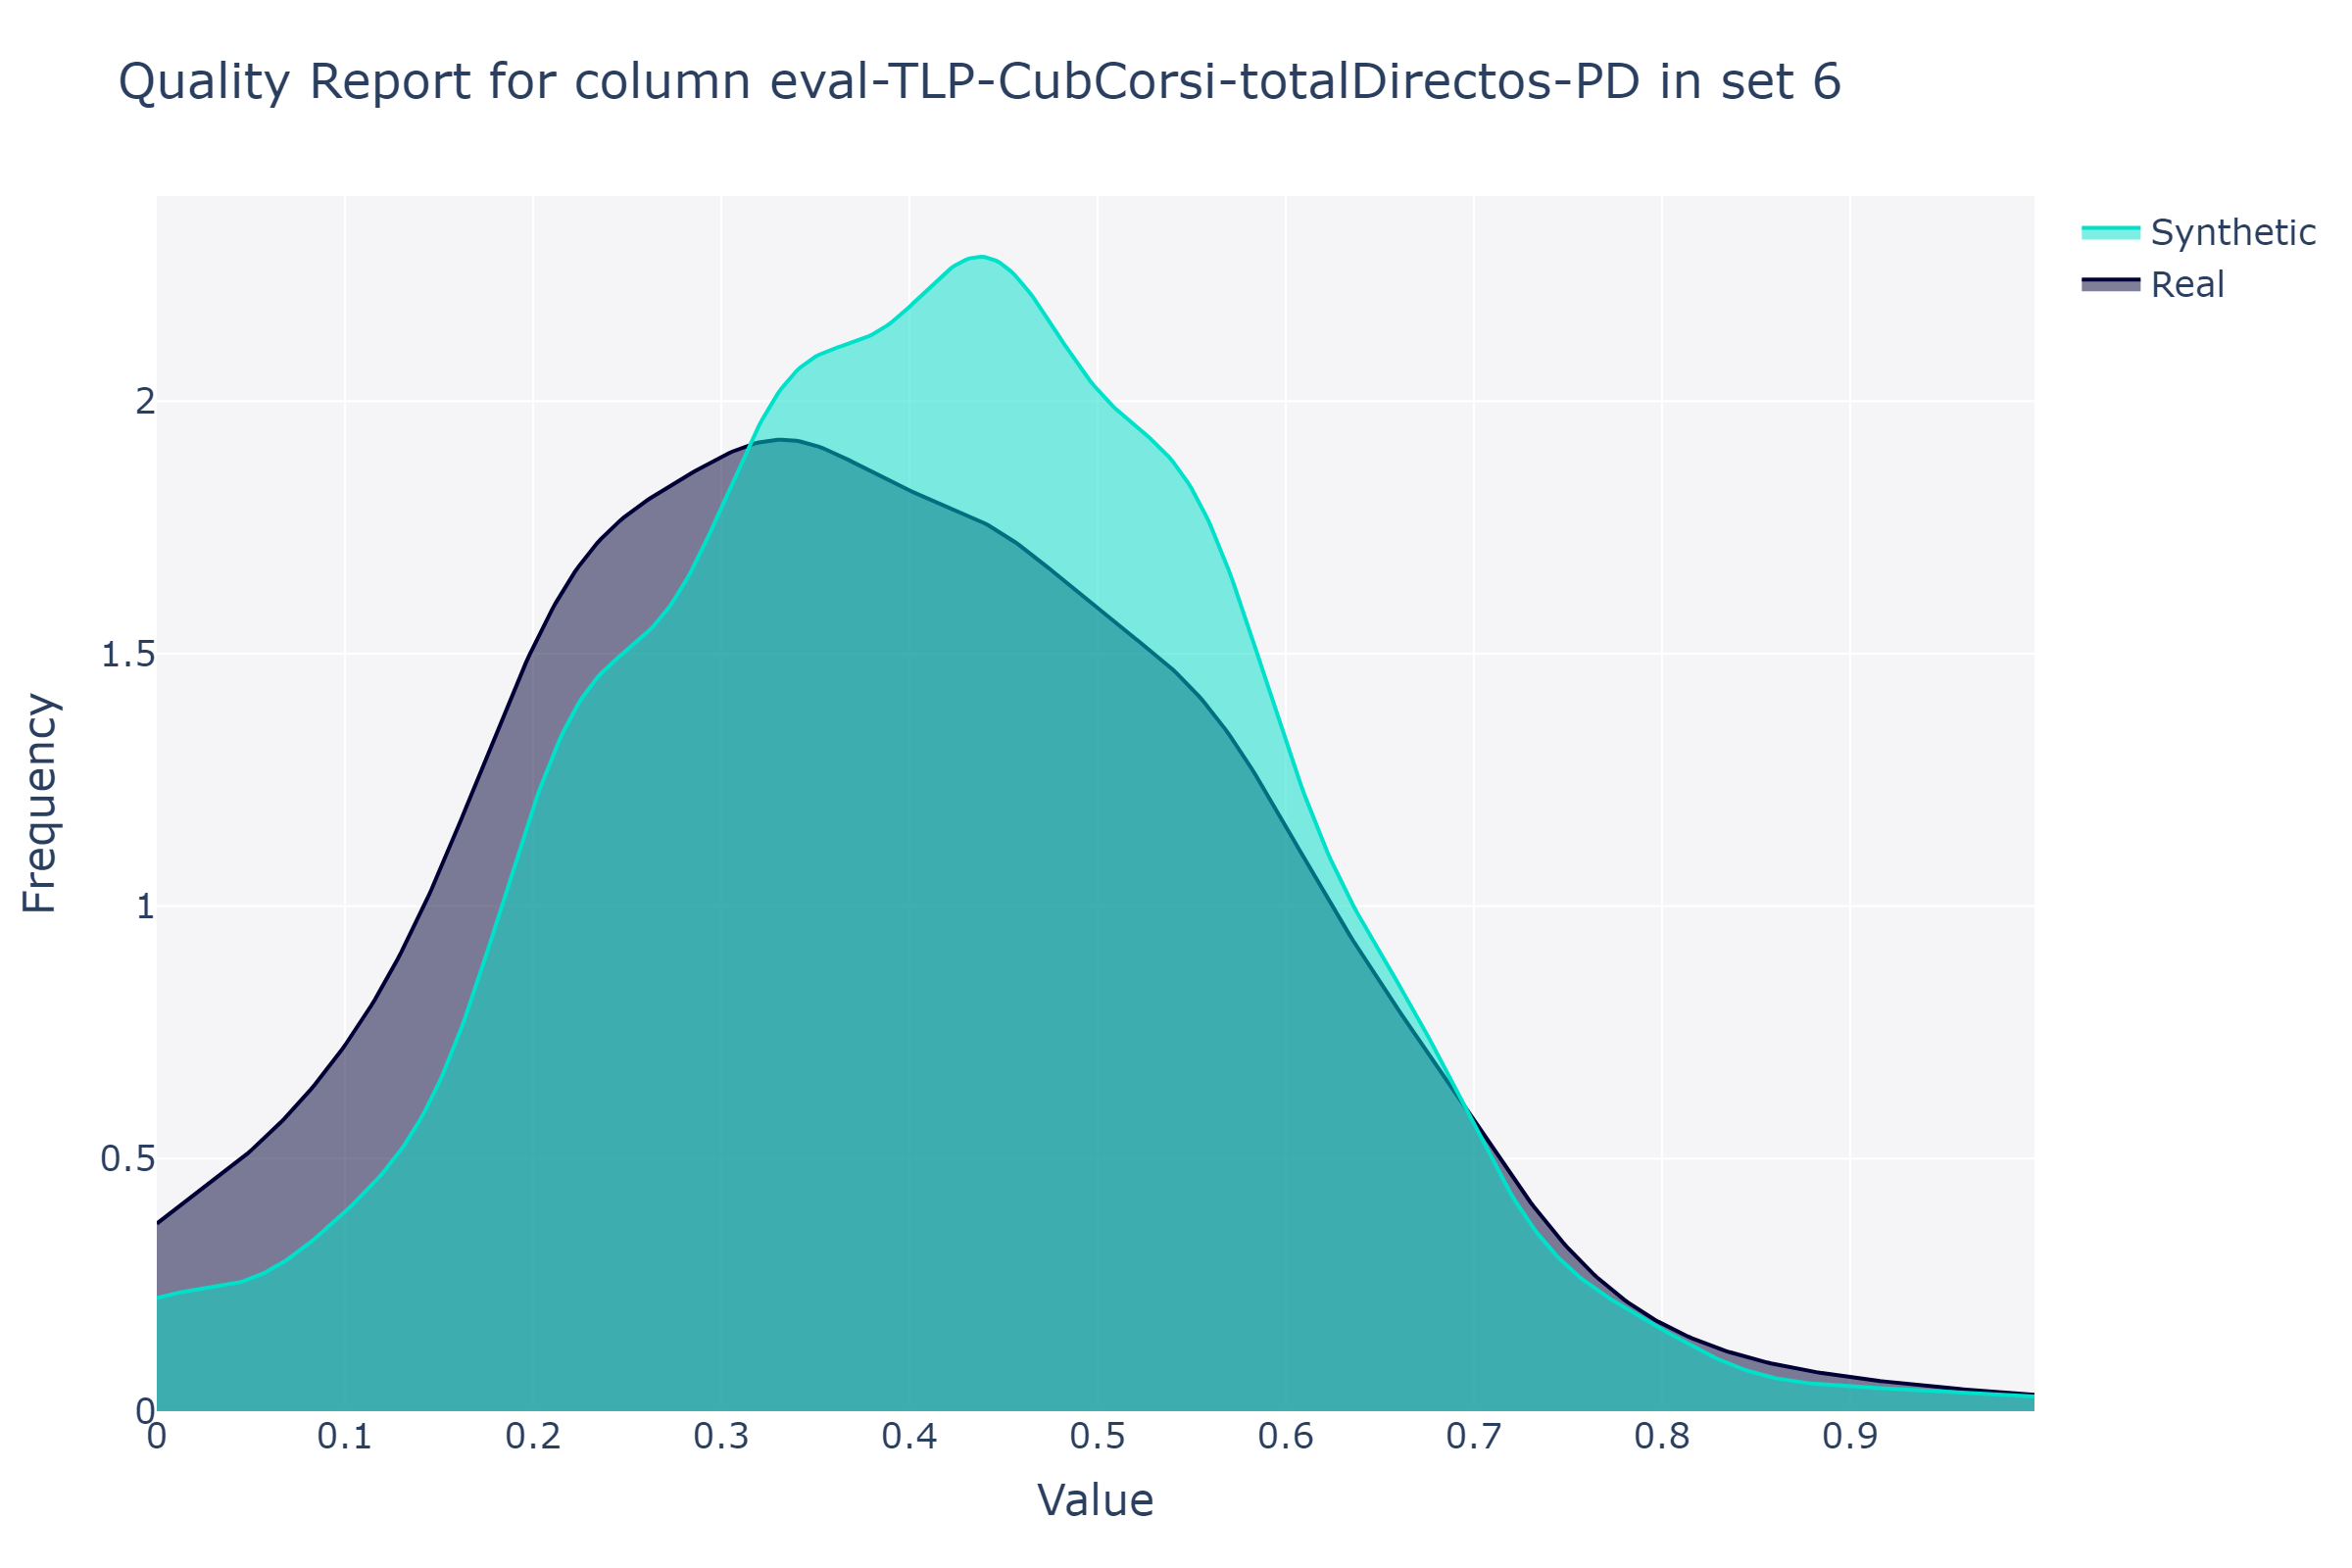 Quality Report for column eval-TLP-CubCorsi-totalDirectos-PD in set 6
Synthetic
Real
Frequency
2
1.5
1
0.5
0
0 0.1 0.2 0.3 0.4 0.5 0.6 0.7 0.8 0.9
Value